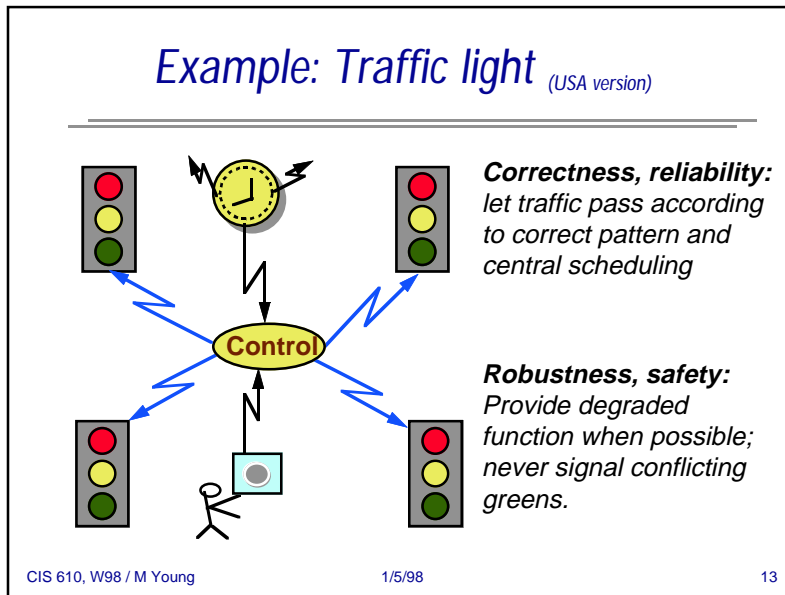 Example: Traffic light (USA version)
Correctness, reliability:
let traffic pass according
to correct pattern and
central scheduling
Control
Robustness, safety:
Provide degraded
function when possible;
never signal conflicting
greens.
CIS 610, W98 / M Young
1/5/98
13